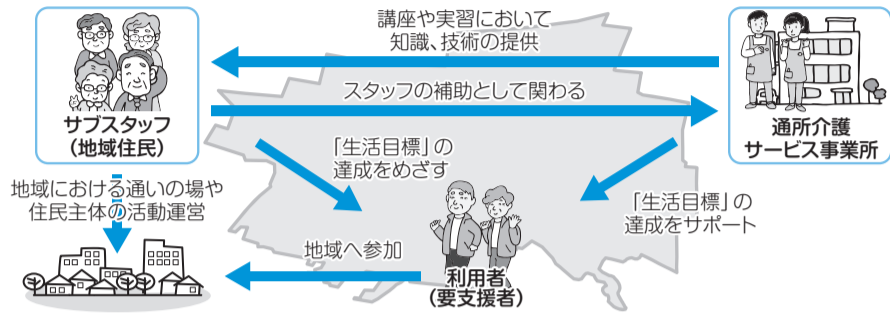 講座や実習において
知識、技術の提供
スタッフの補助として関わる
サブスタッフ
(地域住民)
通所介護
サービス事業所
「生活目標」の
達成をめざす
地域における通いの場や
住民主体の活動運営
「生活目標」の
達成をサポート
地域へ参加
利用者
(要支援者)